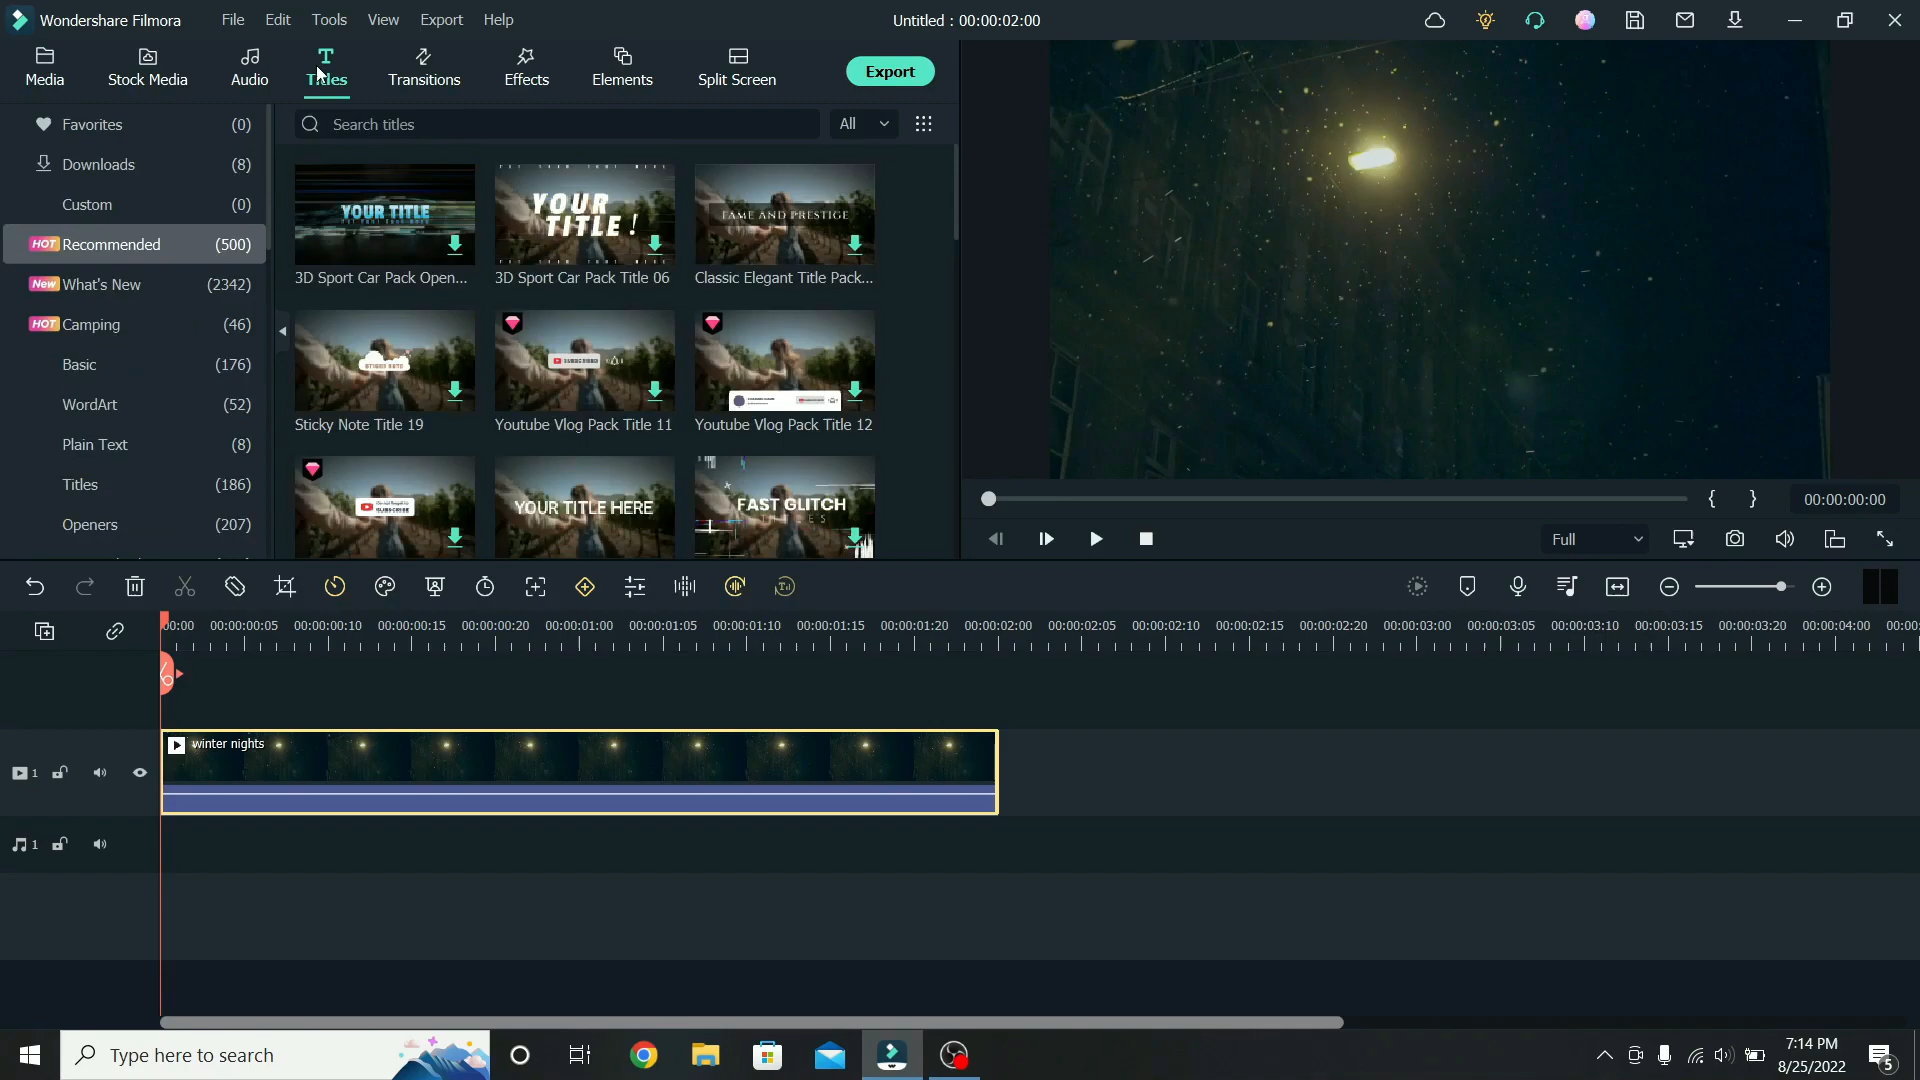 Wondershare Filmora File Edit Tools View Export Help Untitled : 00:00:02:00
Media Stock Media Audio Titles Transitions Effects Elements Split Screen Export
Favorites (0)
Downloads (8)
Custom (0)
HOT Recommended (500)
New What's New (2342)
HOT Camping (46)
Basic (176)
WordArt (52)
Plain Text (8)
Titles (186)
Openers (207)
Search titles All
YOUR TITLE
YOUR
TITLE!
FAME AND PRESTIGE
3D Sport Car Pack Open... 3D Sport Car Pack Title 06 Classic Elegant Title Pack...
STICKY NOTE
SUBSCRIBE
Sticky Note Title 19 Youtube Vlog Pack Title 11 Youtube Vlog Pack Title 12
SUBSCRIBE
YOUR TITLE HERE
FAST GLITCH
TITLES
{ } 00:00:00:00
Full
00:00 00:00:00:05 00:00:00:10 00:00:00:15 00:00:00:20 00:00:01:00 00:00:01:05 00:00:01:10 00:00:01:15 00:00:01:20 00:00:02:00 00:00:02:05 00:00:02:10 00:00:02:15 00:00:02:20 00:00:03:00 00:00:03:05 00:00:03:10 00:00:03:15 00:00:03:20 00:00:04:00 00:00
winter nights
1
1
Type here to search
7:14 PM
8/25/2022
5